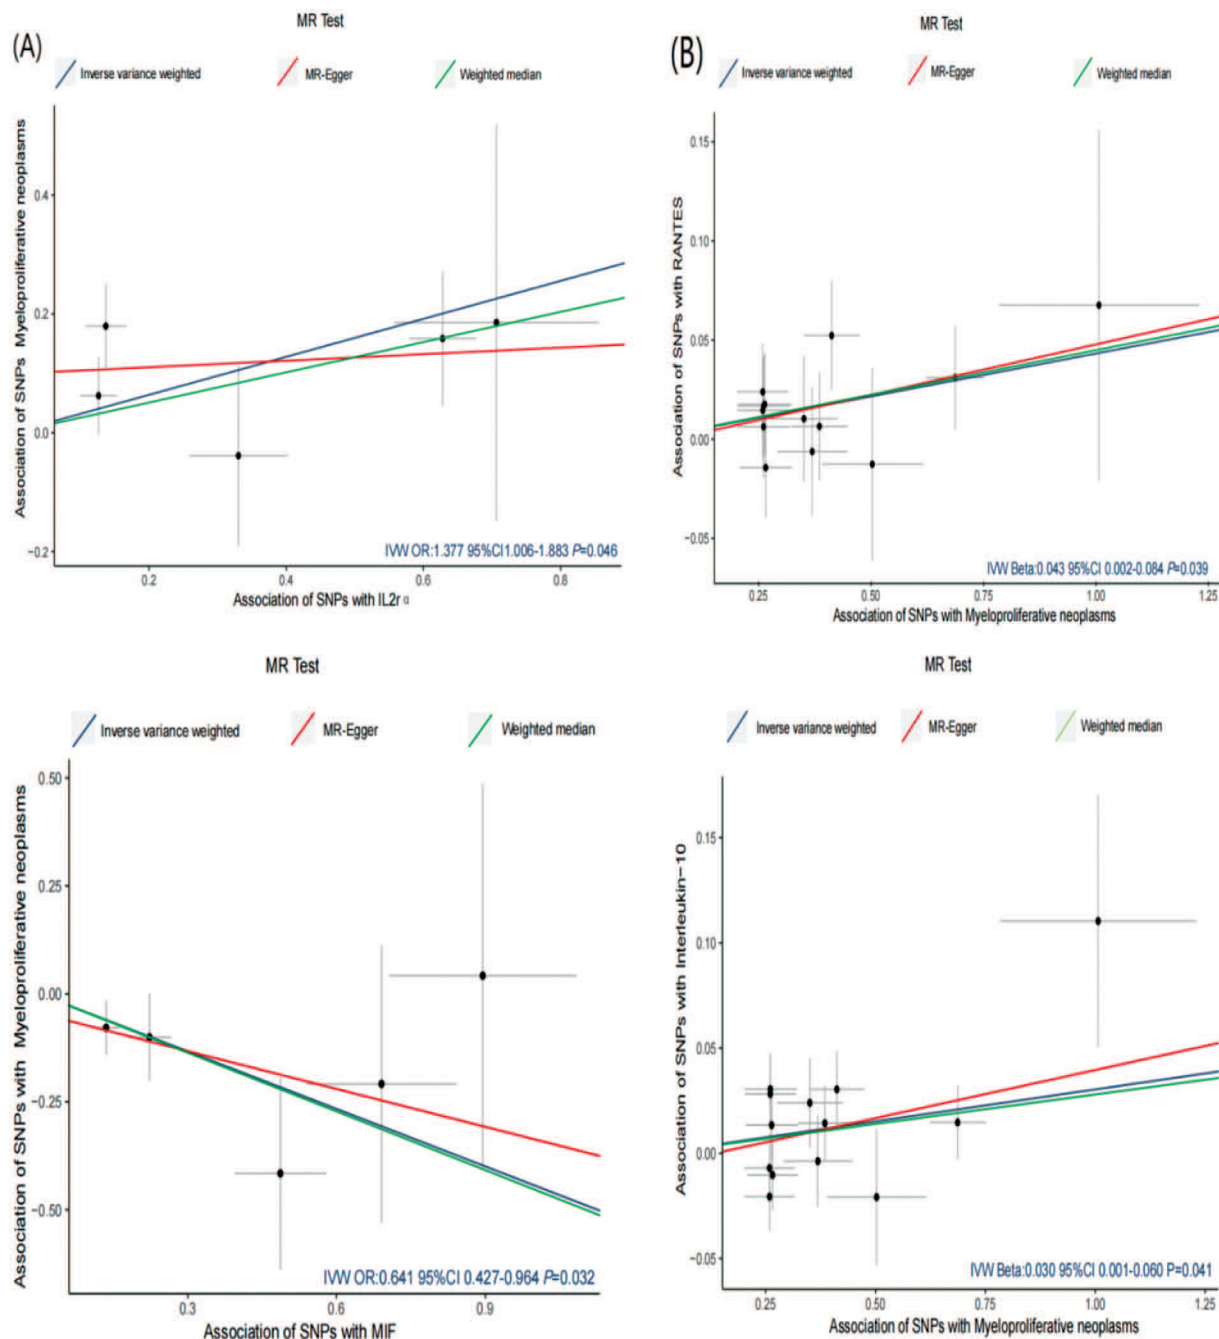 (A)
MR Test
Inverse variance weighted
MR-Egger
Weighted median
Association of SNPs Myeloproliferative neoplasms
0.4
0.2
0.0
−0.2
IVW OR:1.377 95%CI1.006-1.883 P=0.046
0.2
0.4
0.6
0.8
Association of SNPs with IL2r α
(B)
MR Test
Inverse variance weighted
MR-Egger
Weighted median
Association of SNPs with RANTES
0.15
0.10
0.05
0.00
−0.05
IVW Beta:0.043 95%CI 0.002-0.084 P=0.039
0.25
0.50
0.75
1.00
1.25
Association of SNPs with Myeloproliferative neoplasms
MR Test
Inverse variance weighted
MR-Egger
Weighted median
Association of SNPs with Myeloproliferative neoplasms
0.50
0.25
0.00
−0.25
−0.50
IVW OR:0.641 95%CI 0.427-0.964 P=0.032
0.3
0.6
0.9
Association of SNPs with MIF
MR Test
Inverse variance weighted
MR-Egger
Weighted median
Association of SNPs with Interleukin−10
0.15
0.10
0.05
0.00
−0.05
IVW Beta:0.030 95%CI 0.001-0.060 P=0.041
0.25
0.50
0.75
1.00
1.25
Association of SNPs with Myeloproliferative neoplasms